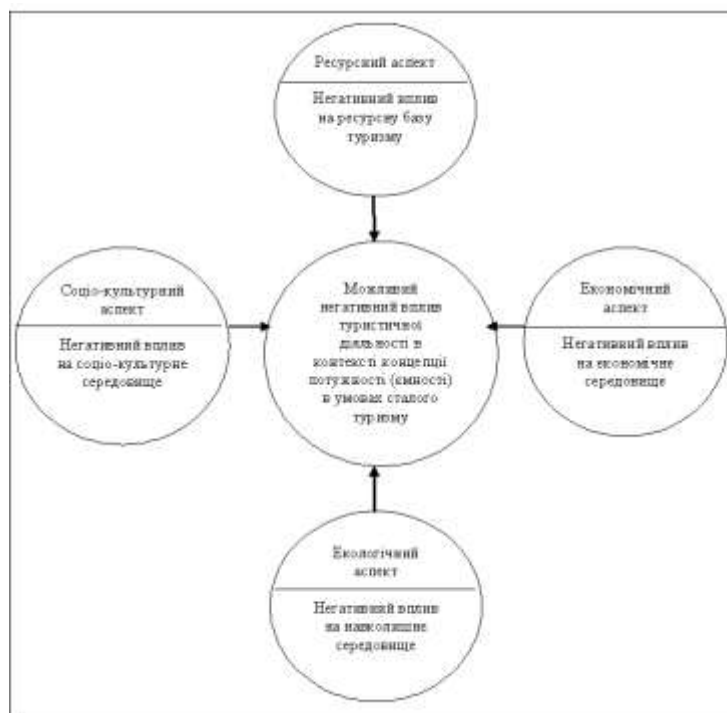 Ресурсний аспект
Негативний вплив
на ресурсну базу
туризму
Соціо-культурний
аспект
Негативний вплив
на соціо-культурне
середовище
Можливий
негативний вплив
туристичної
діяльності в
контексті концепції
потужності (ємності)
в умовах сталого
туризму
Економічний
аспект
Негативний вплив
на економічне
середовище
Екологічний
аспект
Негативний вплив
на навколишнє
середовище